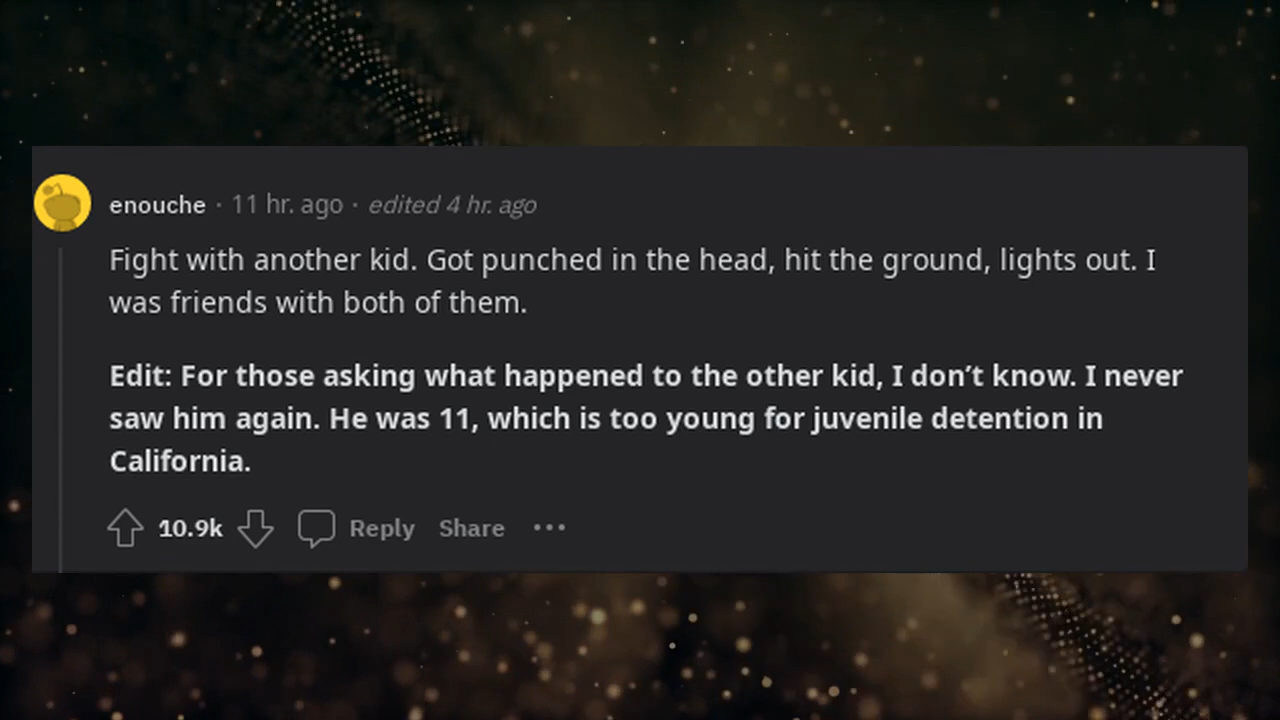 enouche · 11 hr. ago · edited 4 hr. ago
Fight with another kid. Got punched in the head, hit the ground, lights out. I
was friends with both of them.
Edit: For those asking what happened to the other kid, I don’t know. I never
saw him again. He was 11, which is too young for juvenile detention in
California.
10.9k Reply Share ···